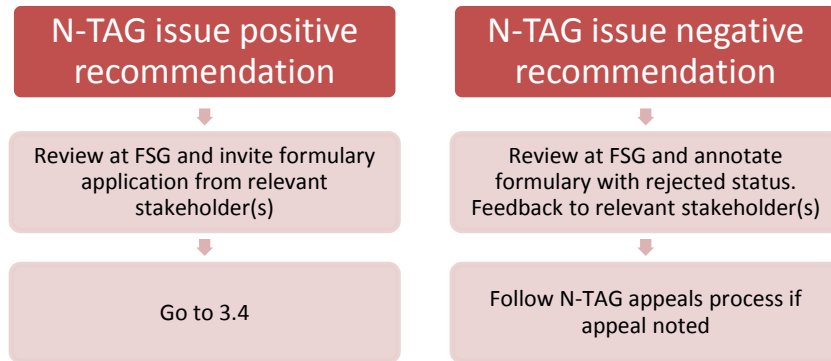 N-TAG issue positive
recommendation
Review at FSG and invite formulary
application from relevant
stakeholder(s)
Go to 3.4
N-TAG issue negative
recommendation
Review at FSG and annotate
formulary with rejected status.
Feedback to relevant stakeholder(s)
Follow N-TAG appeals process if
appeal noted